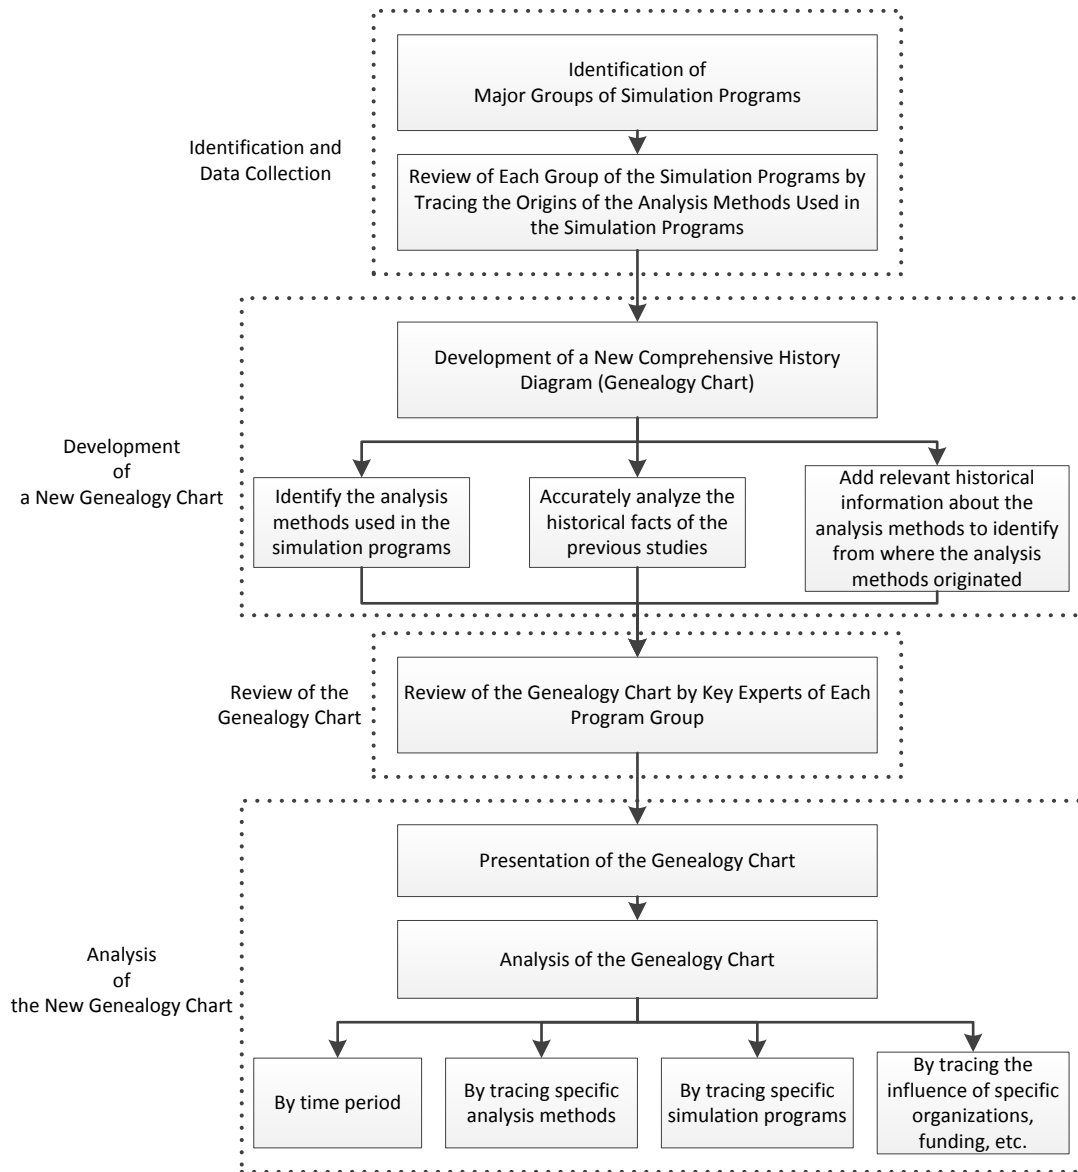 Identification of
Major Groups of Simulation Programs
Identification and
Data Collection
Review of Each Group of the Simulation Programs by
Tracing the Origins of the Analysis Methods Used in
the Simulation Programs
Development of a New Comprehensive History
Diagram (Genealogy Chart)
Development
of
a New Genealogy Chart
Identify the analysis
methods used in the
simulation programs
Accurately analyze the
historical facts of the
previous studies
Add relevant historical
information about the
analysis methods to identify
from where the analysis
methods originated
Review of the
Genealogy Chart
Review of the Genealogy Chart by Key Experts of Each
Program Group
Presentation of the Genealogy Chart
Analysis of the Genealogy Chart
Analysis
of
the New Genealogy Chart
By time period
By tracing specific
analysis methods
By tracing specific
simulation programs
By tracing the
influence of specific
organizations,
funding, etc.